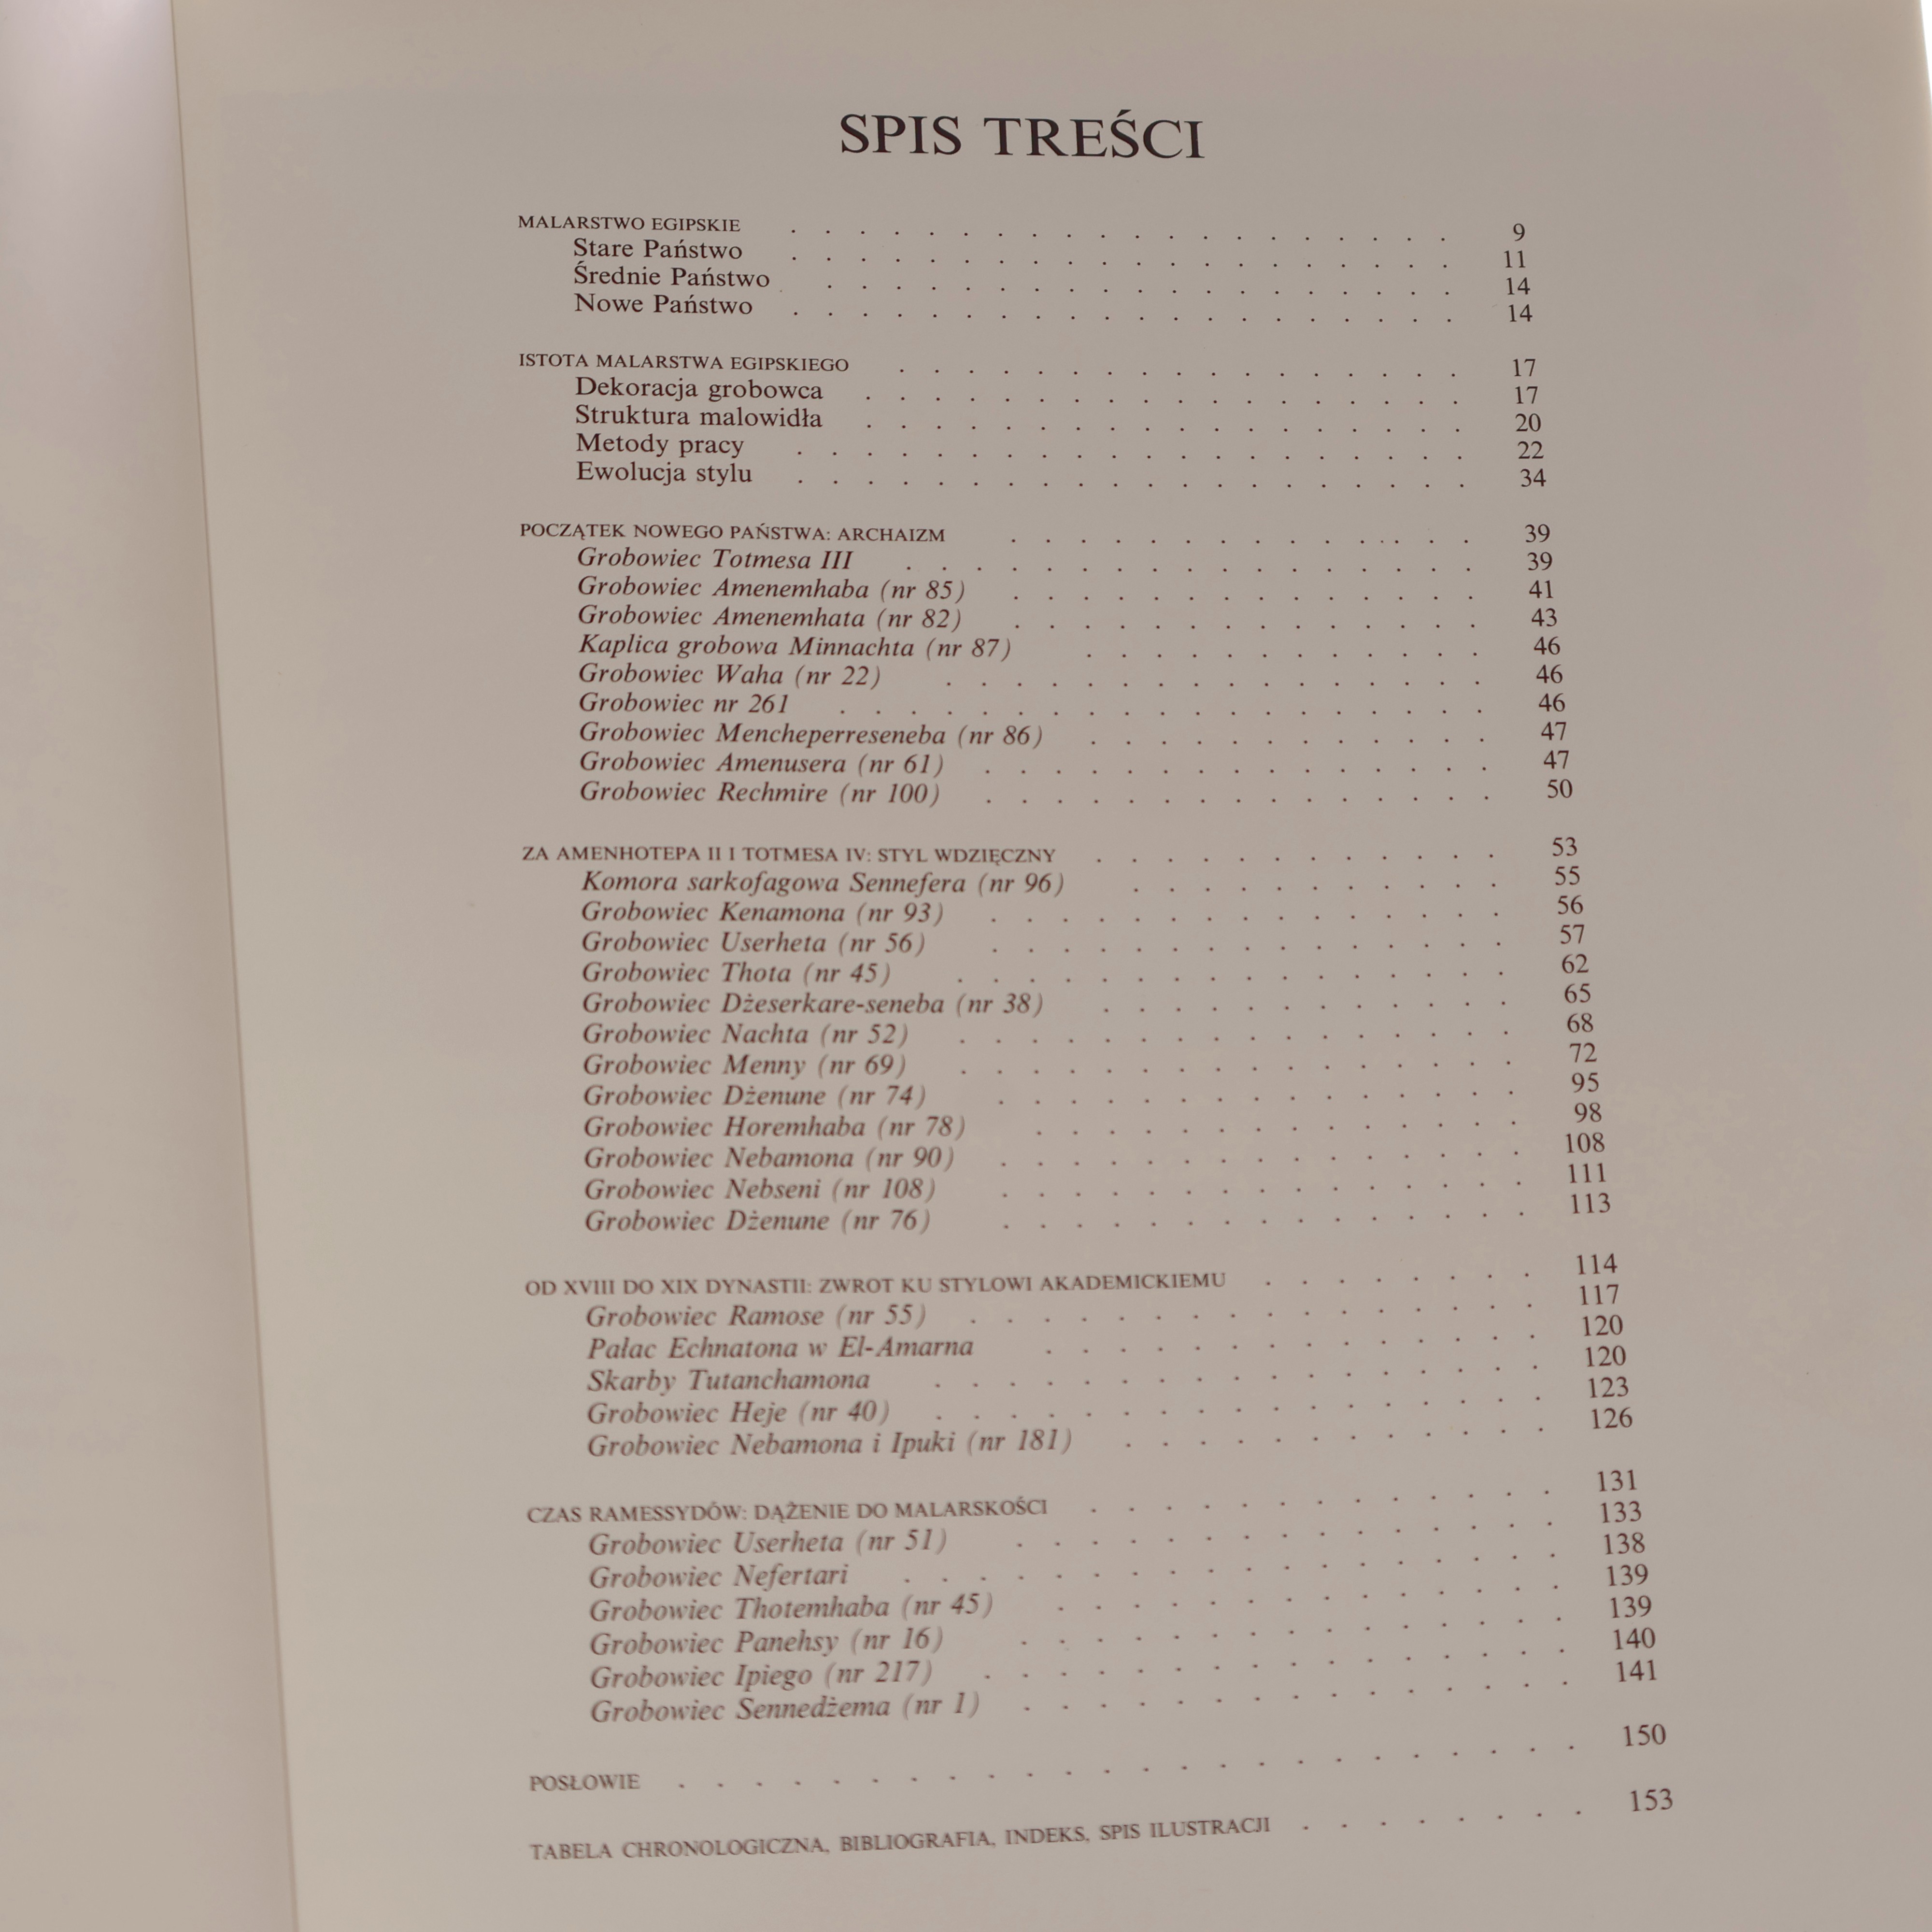 SPIS TREŚCI
MALARSTWO EGIPSKIE . . . . . . . . . . . . . . . . . . . . 9
Stare Państwo . . . . . . . . . . . . . . . . . . . . 11
Średnie Państwo . . . . . . . . . . . . . . . . . . . 14
Nowe Państwo . . . . . . . . . . . . . . . . . . . . 14
ISTOTA MALARSTWA EGIPSKIEGO . . . . . . . . . . . . . . . . . 17
Dekoracja grobowca . . . . . . . . . . . . . . . . . . 17
Struktura malowidła . . . . . . . . . . . . . . . . . . 20
Metody pracy . . . . . . . . . . . . . . . . . . . . 22
Ewolucja stylu . . . . . . . . . . . . . . . . . . . . 34
POCZĄTEK NOWEGO PAŃSTWA: ARCHAIZM . . . . . . . . . . . . . . 39
Grobowiec Totmesa III . . . . . . . . . . . . . . . . . 39
Grobowiec Amenemhaba (nr 85) . . . . . . . . . . . . . . 41
Grobowiec Amenemhata (nr 82) . . . . . . . . . . . . . . 43
Kaplica grobowa Minnachta (nr 87) . . . . . . . . . . . . 46
Grobowiec Waha (nr 22) . . . . . . . . . . . . . . . . 46
Grobowiec nr 261 . . . . . . . . . . . . . . . . . . . 46
Grobowiec Mencheperreseneba (nr 86) . . . . . . . . . . . . 47
Grobowiec Amenusera (nr 61) . . . . . . . . . . . . . . . 47
Grobowiec Rechmire (nr 100) . . . . . . . . . . . . . . . 50
ZA AMENHOTEPA II I TOTMESA IV: STYL WDZIĘCZNY . . . . . . . . . . . . 53
Komora sarkofagowa Sennefera (nr 96) . . . . . . . . . . . 55
Grobowiec Kenamona (nr 93) . . . . . . . . . . . . . . . 56
Grobowiec Userheta (nr 56) . . . . . . . . . . . . . . . 57
Grobowiec Thota (nr 45) . . . . . . . . . . . . . . . . 62
Grobowiec Dżeserkare-seneba (nr 38) . . . . . . . . . . . . 65
Grobowiec Nachta (nr 52) . . . . . . . . . . . . . . . . 68
Grobowiec Menny (nr 69) . . . . . . . . . . . . . . . . 72
Grobowiec Dżenune (nr 74) . . . . . . . . . . . . . . . 95
Grobowiec Horemhaba (nr 78) . . . . . . . . . . . . . . 98
Grobowiec Nebamona (nr 90) . . . . . . . . . . . . . . . 108
Grobowiec Nebseni (nr 108) . . . . . . . . . . . . . . . 111
Grobowiec Dżenune (nr 76) . . . . . . . . . . . . . . . 113
OD XVIII DO XIX DYNASTII: ZWROT KU STYLOWI AKADEMICKIEMU . . . . . . . . 114
Grobowiec Ramose (nr 55) . . . . . . . . . . . . . . . . 117
Pałac Echnatona w El-Amarna . . . . . . . . . . . . . . 120
Skarby Tutanchamona . . . . . . . . . . . . . . . . . 120
Grobowiec Heje (nr 40) . . . . . . . . . . . . . . . . . 123
Grobowiec Nebamona i Ipuki (nr 181) . . . . . . . . . . . . 126
CZAS RAMESSYDÓW: DĄŻENIE DO MALARSKOŚCI . . . . . . . . . . . . . 131
Grobowiec Userheta (nr 51) . . . . . . . . . . . . . . . 133
Grobowiec Nefertari . . . . . . . . . . . . . . . . . . 138
Grobowiec Thotemhaba (nr 45) . . . . . . . . . . . . . . 139
Grobowiec Panehsy (nr 16) . . . . . . . . . . . . . . . 139
Grobowiec Ipiego (nr 217) . . . . . . . . . . . . . . . . 140
Grobowiec Sennedżema (nr 1) . . . . . . . . . . . . . . . 141
POSŁOWIE . . . . . . . . . . . . . . . . . . . . . . . . 150
TABELA CHRONOLOGICZNA, BIBLIOGRAFIA, INDEKS, SPIS ILUSTRACJI . . . . . . . . 153